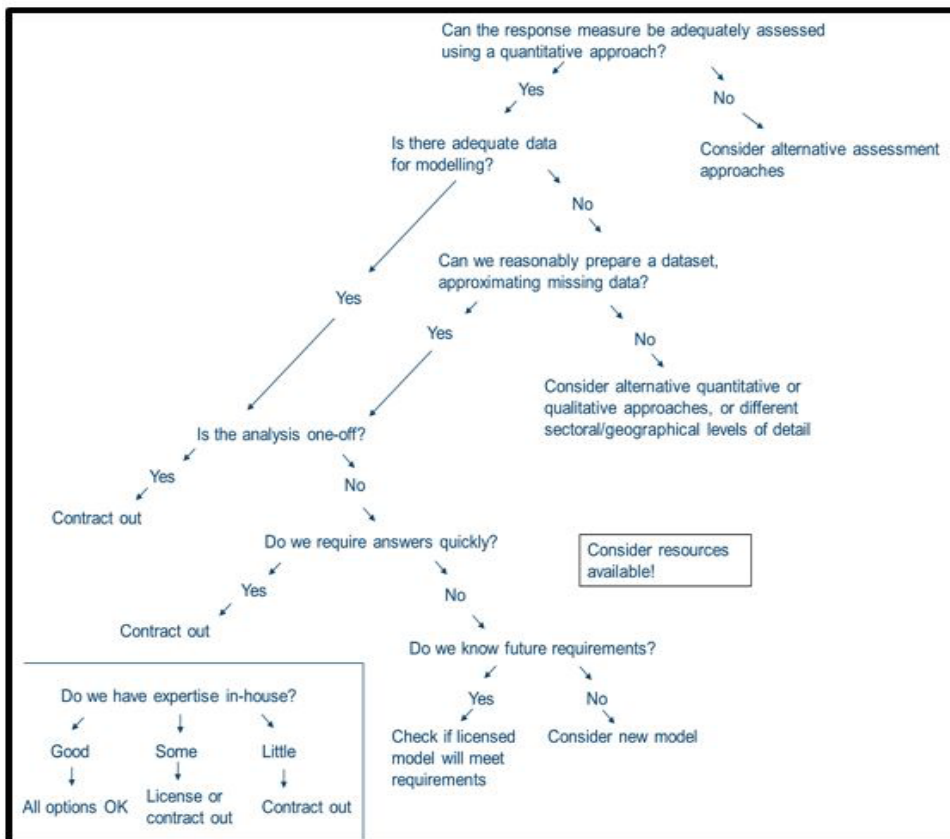 Can the response measure be adequately assessed
using a quantitative approach?
Yes
No
Is there adequate data
for modelling?
Consider alternative assessment
approaches
No
Can we reasonably prepare a dataset,
approximating missing data?
Yes
Yes
No
Consider alternative quantitative or
qualitative approaches, or different
sectoral/geographical levels of detail
Is the analysis one-off?
Yes
No
Contract out
Do we require answers quickly?
Consider resources
available!
Yes
No
Contract out
Do we know future requirements?
Yes
No
Check if licensed
model will meet
requirements
Consider new model
Do we have expertise in-house?
Good
Some
Little
All options OK
License or
contract out
Contract out